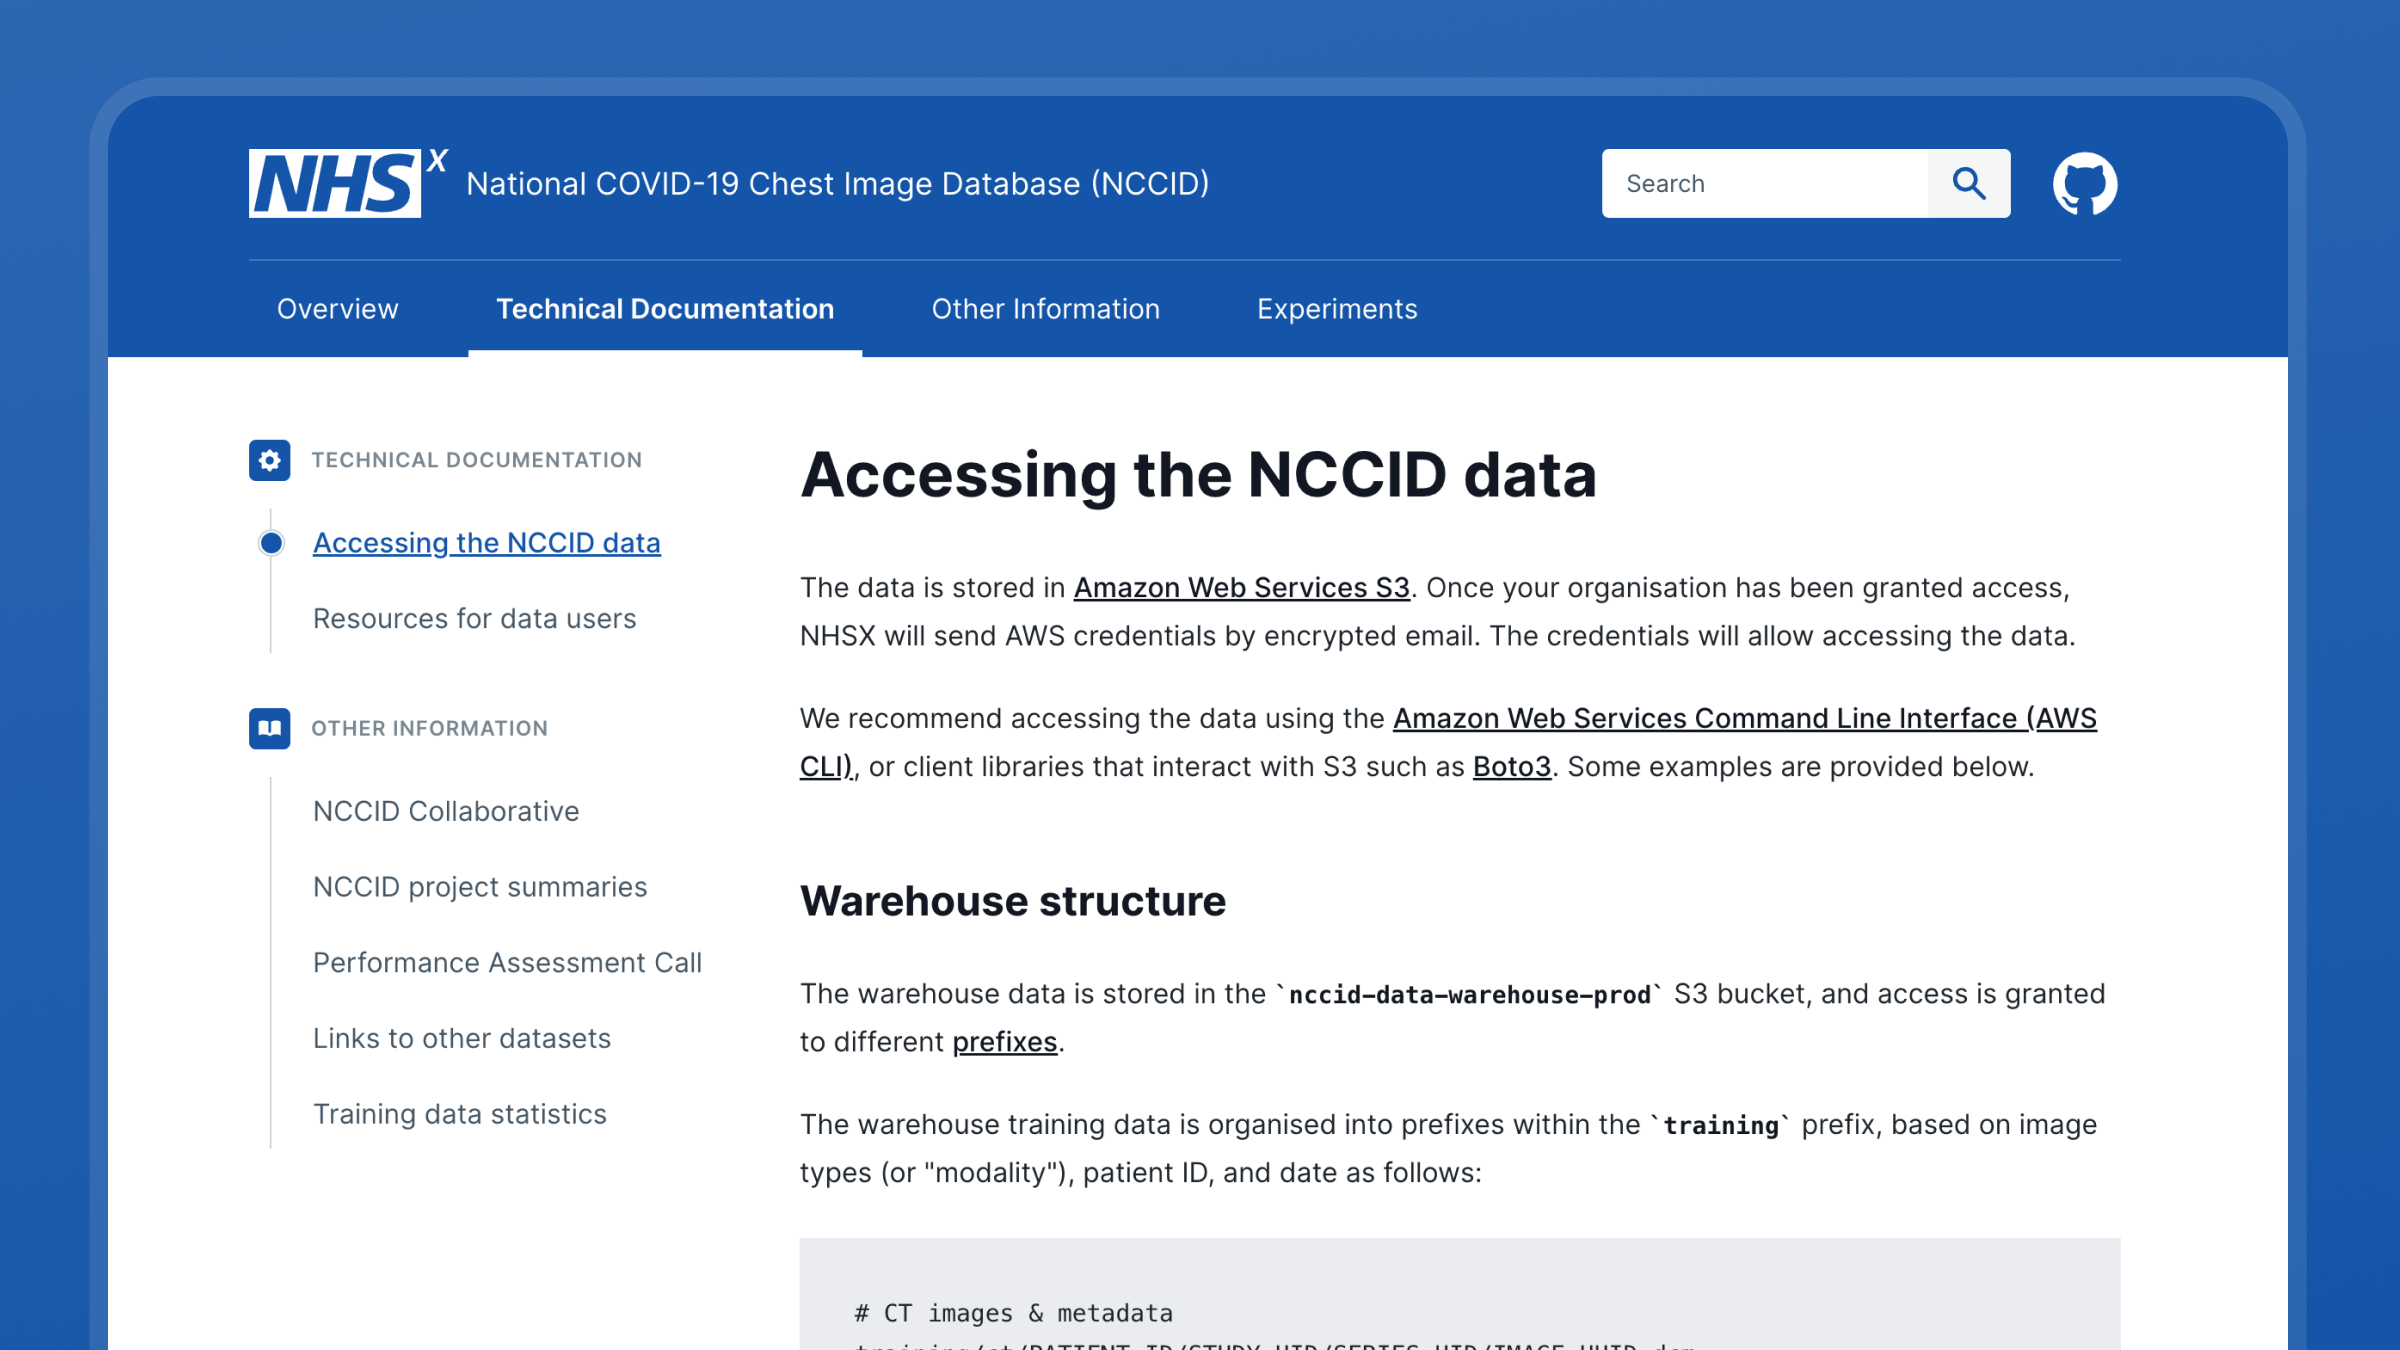 NHSX National COVID-19 Chest Image Database (NCCID)
Search
Overview Technical Documentation Other Information Experiments
TECHNICAL DOCUMENTATION
Accessing the NCCID data
Resources for data users
OTHER INFORMATION
NCCID Collaborative
NCCID project summaries
Performance Assessment Call
Links to other datasets
Training data statistics
Accessing the NCCID data
The data is stored in Amazon Web Services S3. Once your organisation has been granted access,
NHSX will send AWS credentials by encrypted email. The credentials will allow accessing the data.
We recommend accessing the data using the Amazon Web Services Command Line Interface (AWS
CLI), or client libraries that interact with S3 such as Boto3. Some examples are provided below.
Warehouse structure
The warehouse data is stored in the `nccid-data-warehouse-prod` S3 bucket, and access is granted
to different prefixes.
The warehouse training data is organised into prefixes within the `training` prefix, based on image
types (or "modality"), patient ID, and date as follows:
# CT images & metadata